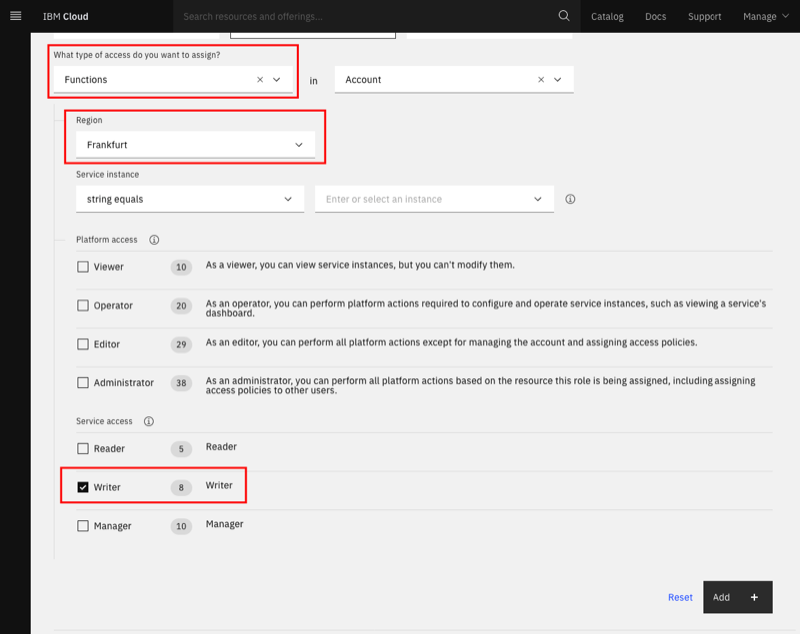 IBM Cloud
Search resources and offerings...
Catalog Docs Support Manage
What type of access do you want to assign?
Functions in Account
Region
Frankfurt
Service instance
string equals Enter or select an instance
Platform access
Viewer 10 As a viewer, you can view service instances, but you can't modify them.
Operator 20 As an operator, you can perform platform actions required to configure and operate service instances, such as viewing a service's
dashboard.
Editor 29 As an editor, you can perform all platform actions except for managing the account and assigning access policies.
Administrator 38 As an administrator, you can perform all platform actions based on the resource this role is being assigned, including assigning
access policies to other users.
Service access
Reader 5 Reader
Writer 8 Writer
Manager 10 Manager
Reset Add +